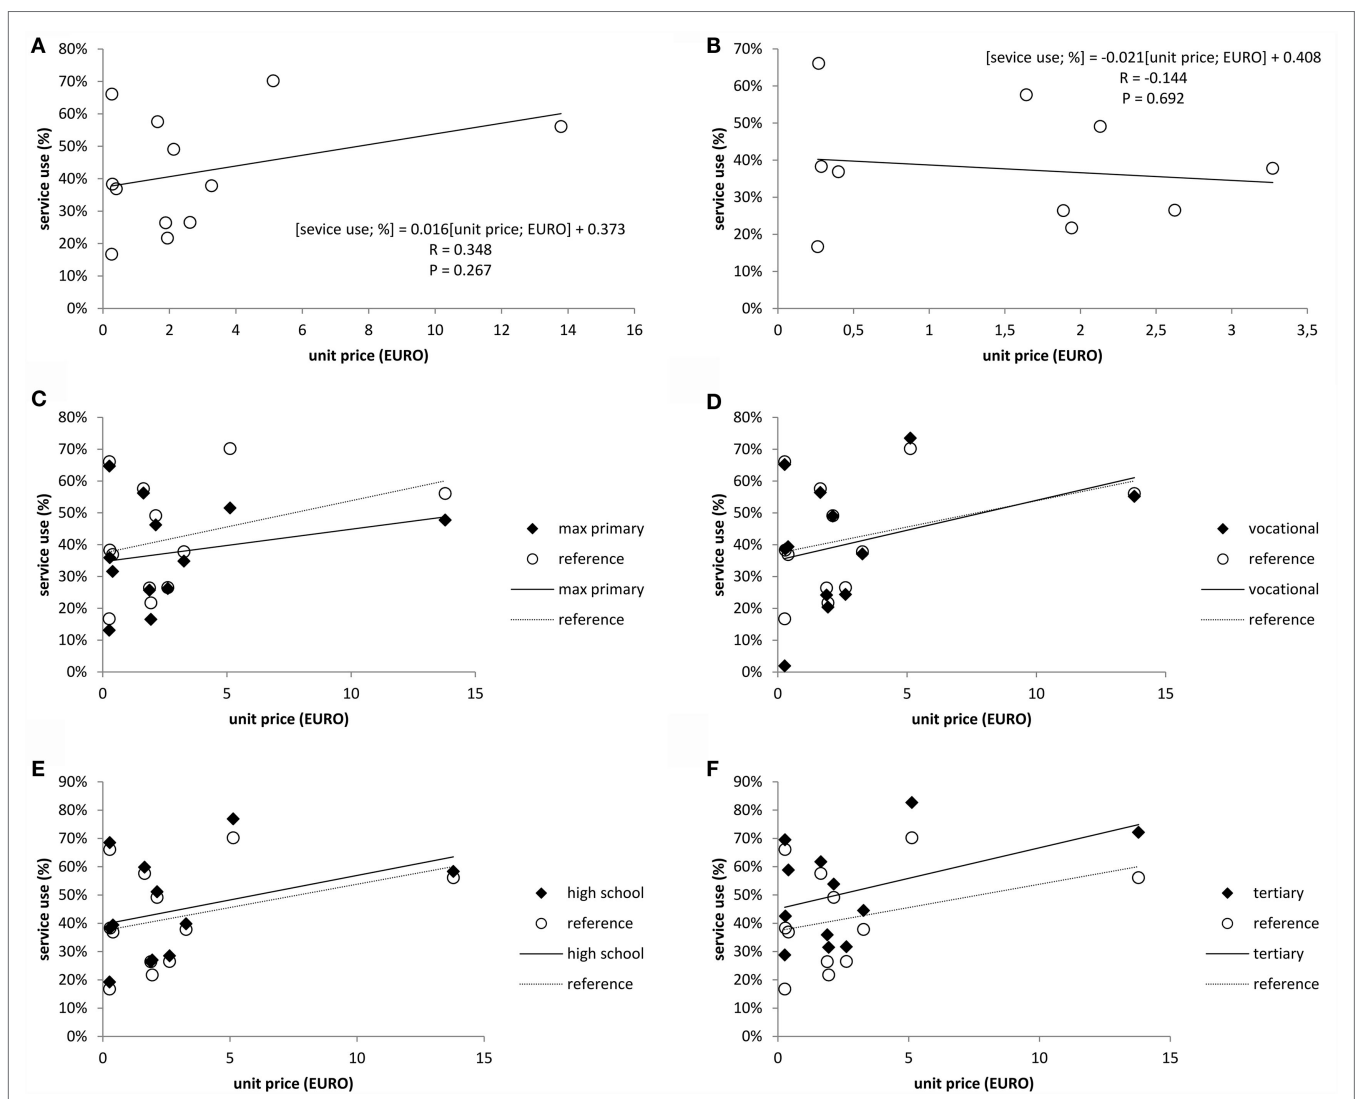 A
80%
70%
60%
50%
40%
30%
20%
10%
0%
service use (%)
[sevice use; %] = 0.016[unit price; EURO] + 0.373
R = 0.348
P = 0.267
0 2 4 6 8 10 12 14 16
unit price (EURO)
B
70%
60%
50%
40%
30%
20%
10%
0%
service use (%)
[sevice use; %] = -0.021[unit price; EURO] + 0.408
R = -0.144
P = 0.692
0 0,5 1 1,5 2 2,5 3 3,5
unit price (EURO)
C
80%
70%
60%
50%
40%
30%
20%
10%
0%
service use (%)
max primary
reference
max primary
reference
0 5 10 15
unit price (EURO)
D
80%
70%
60%
50%
40%
30%
20%
10%
0%
service use (%)
vocational
reference
vocational
reference
0 5 10 15
unit price (EURO)
E
90%
80%
70%
60%
50%
40%
30%
20%
10%
0%
service use (%)
high school
reference
high school
reference
0 5 10 15
unit price (EURO)
F
90%
80%
70%
60%
50%
40%
30%
20%
10%
0%
service use (%)
tertiary
reference
tertiary
reference
0 5 10 15
unit price (EURO)